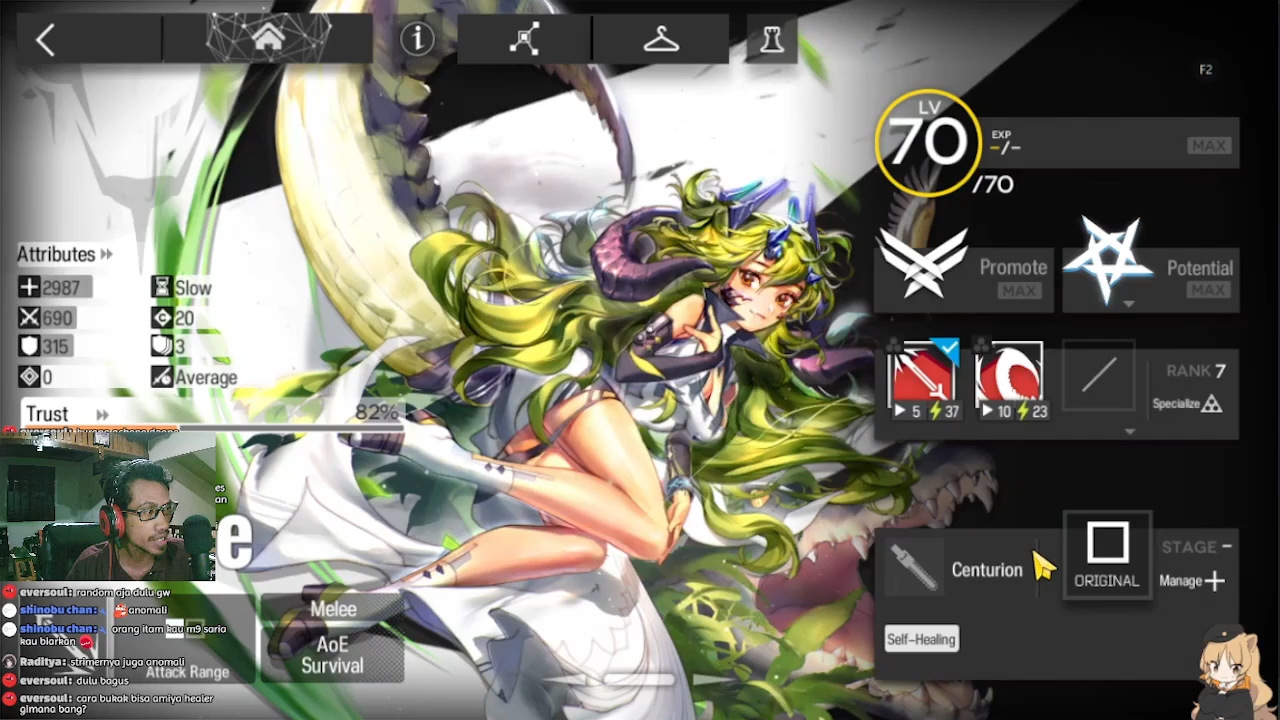 F2
LV
70
/70
EXP
-/-
MAX
Promote
MAX
Potential
MAX
Attributes
2987
Slow
690
20
315
3
0
Average
Trust
82%
5
37
10
23
RANK 7
Specialize
es
an
e
Centurion
ORIGINAL
STAGE -
Manage+
Self-Healing
Melee
AoE
Survival
Attack Range
eversoul: random aja dulu gw
shinobu chan: anomali
shinobu chan: orang itam kau m9 saria
kau biarkan
Raditya: strimernya juga anomali
eversoul: dulu bagus
eversoul: cara bukak bisa amiya healer
gimana bang?